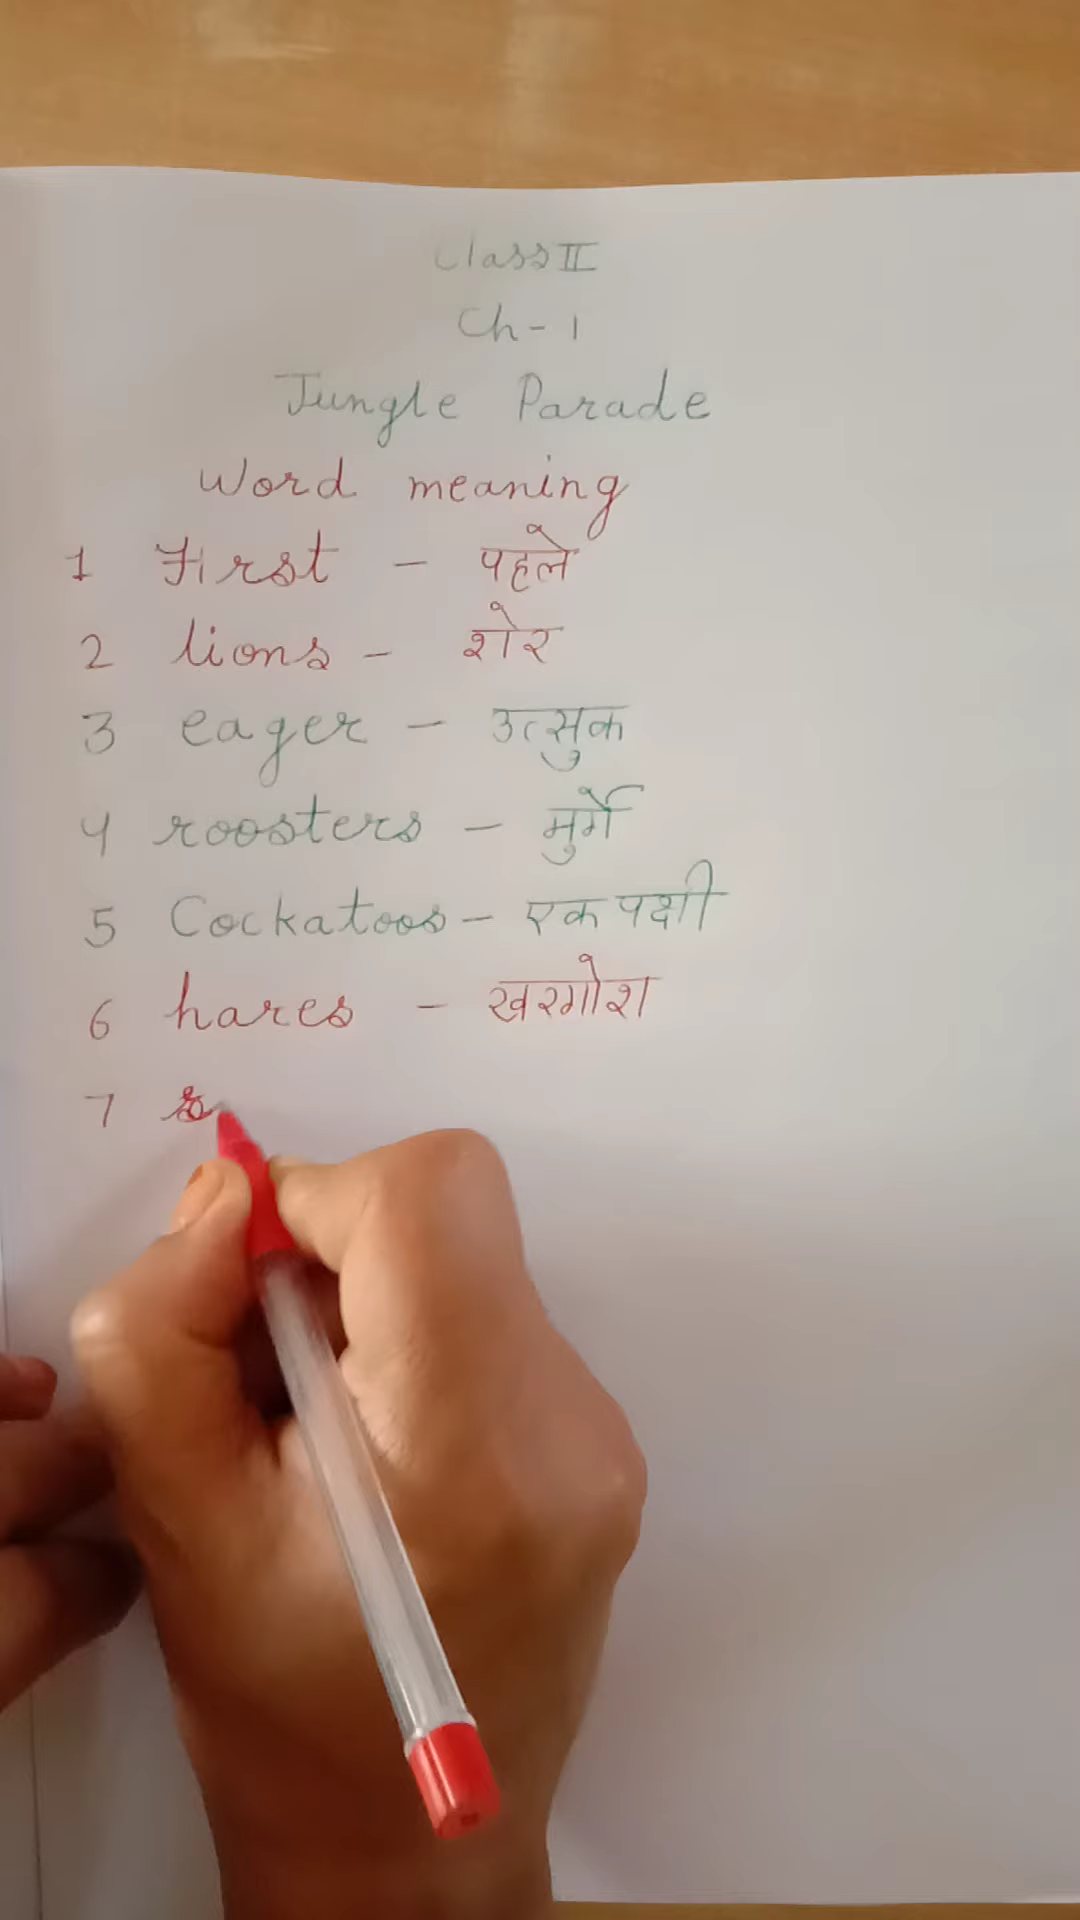 Class II
Ch - 1
Jungle Parade
Word meaning
1 First - पहले
2 lions - शेर
3 eager - उत्सुक
4 roosters - मुर्गे
5 Cockatoos - एक पक्षी
6 hares - खरगोश
7 s